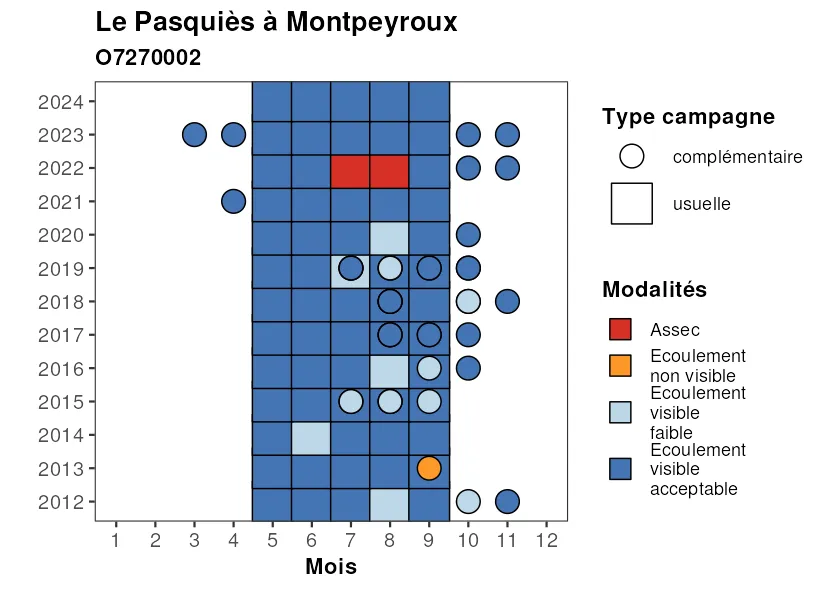 Le Pasquiès à Montpeyroux
O7270002
2024
2023
2022
2021
2020
2019
2018
2017
2016
2015
2014
2013
2012
1 2 3 4 5 6 7 8 9 10 11 12
Mois
Type campagne
complémentaire
usuelle
Modalités
Assec
Ecoulement
non visible
Ecoulement
visible
faible
Ecoulement
visible
acceptable